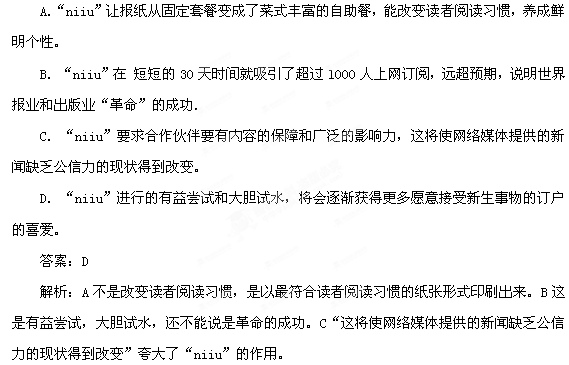 A.“niiu”让报纸从固定套餐变成了菜式丰富的自助餐，能改变读者阅读习惯，养成鲜
明个性。
B. “niiu”在 短短的 30 天时间就吸引了超过 1000 人上网订阅，远超预期，说明世界
报业和出版业“革命”的成功.
C. “niiu”要求合作伙伴要有内容的保障和广泛的影响力，这将使网络媒体提供的新
闻缺乏公信力的现状得到改变。
D. “niiu”进行的有益尝试和大胆试水，将会逐渐获得更多愿意接受新生事物的订户
的喜爱。
答案：D
解析：A 不是改变读者阅读习惯，是以最符合读者阅读习惯的纸张形式印刷出来。B 这
是有益尝试，大胆试水，还不能说是革命的成功。C“这将使网络媒体提供的新闻缺乏公信
力的现状得到改变”夸大了“niiu”的作用。